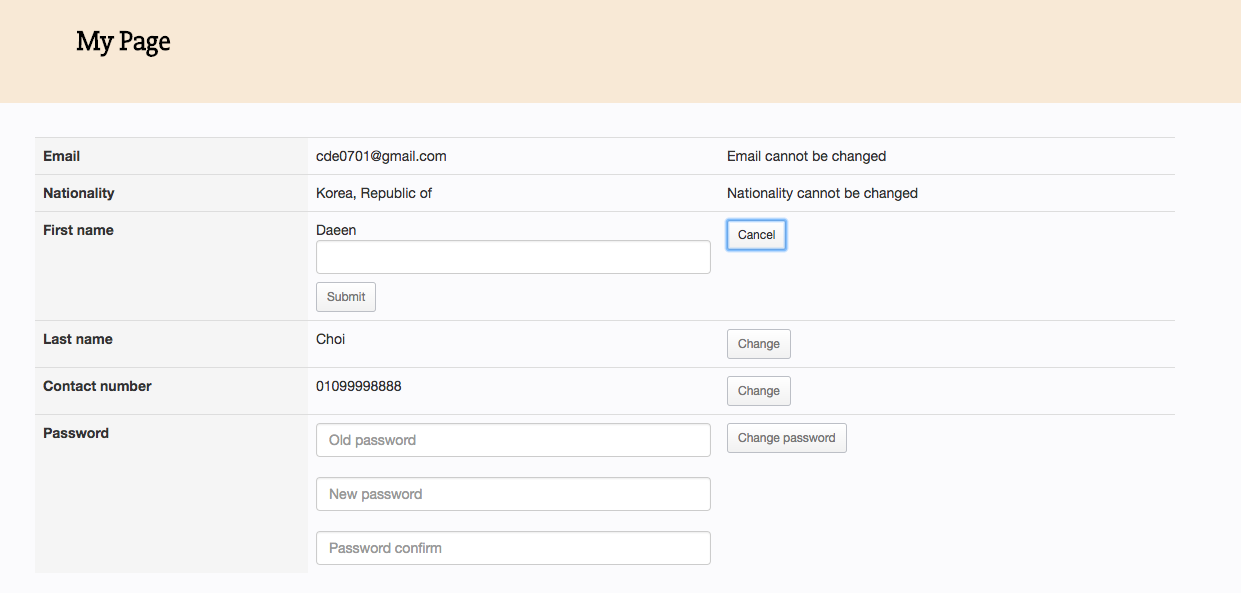 My Page
Email cde0701@gmail.com Email cannot be changed
Nationality Korea, Republic of Nationality cannot be changed
First name Daeen Cancel
Submit
Last name Choi Change
Contact number 01099998888 Change
Password Old password Change password
New password
Password confirm